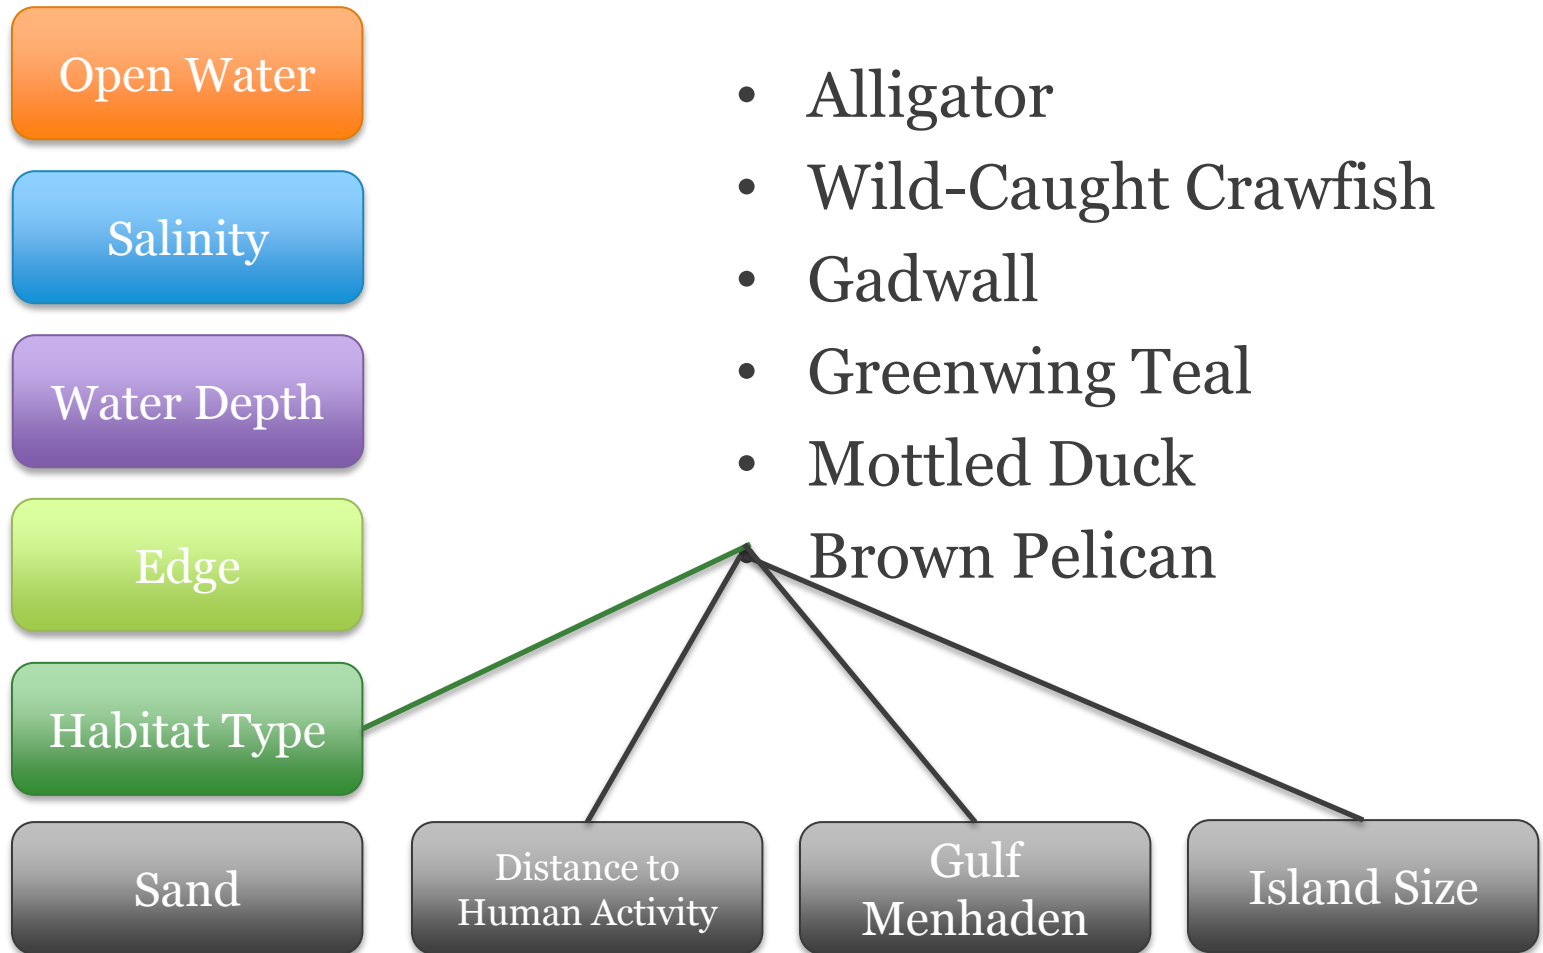 Open Water
Salinity
Water Depth
Edge
Habitat Type
Sand
• Alligator
• Wild-Caught Crawfish
• Gadwall
• Greenwing Teal
• Mottled Duck
• Brown Pelican
Distance to
Human Activity
Gulf
Menhaden
Island Size